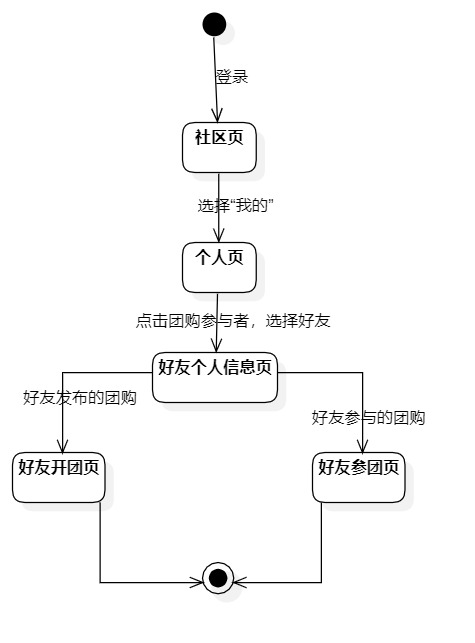 登录
社区页
选择“我的”
个人页
点击团购参与者，选择好友
好友个人信息页
好友发布的团购
好友参与的团购
好友开团页
好友参团页